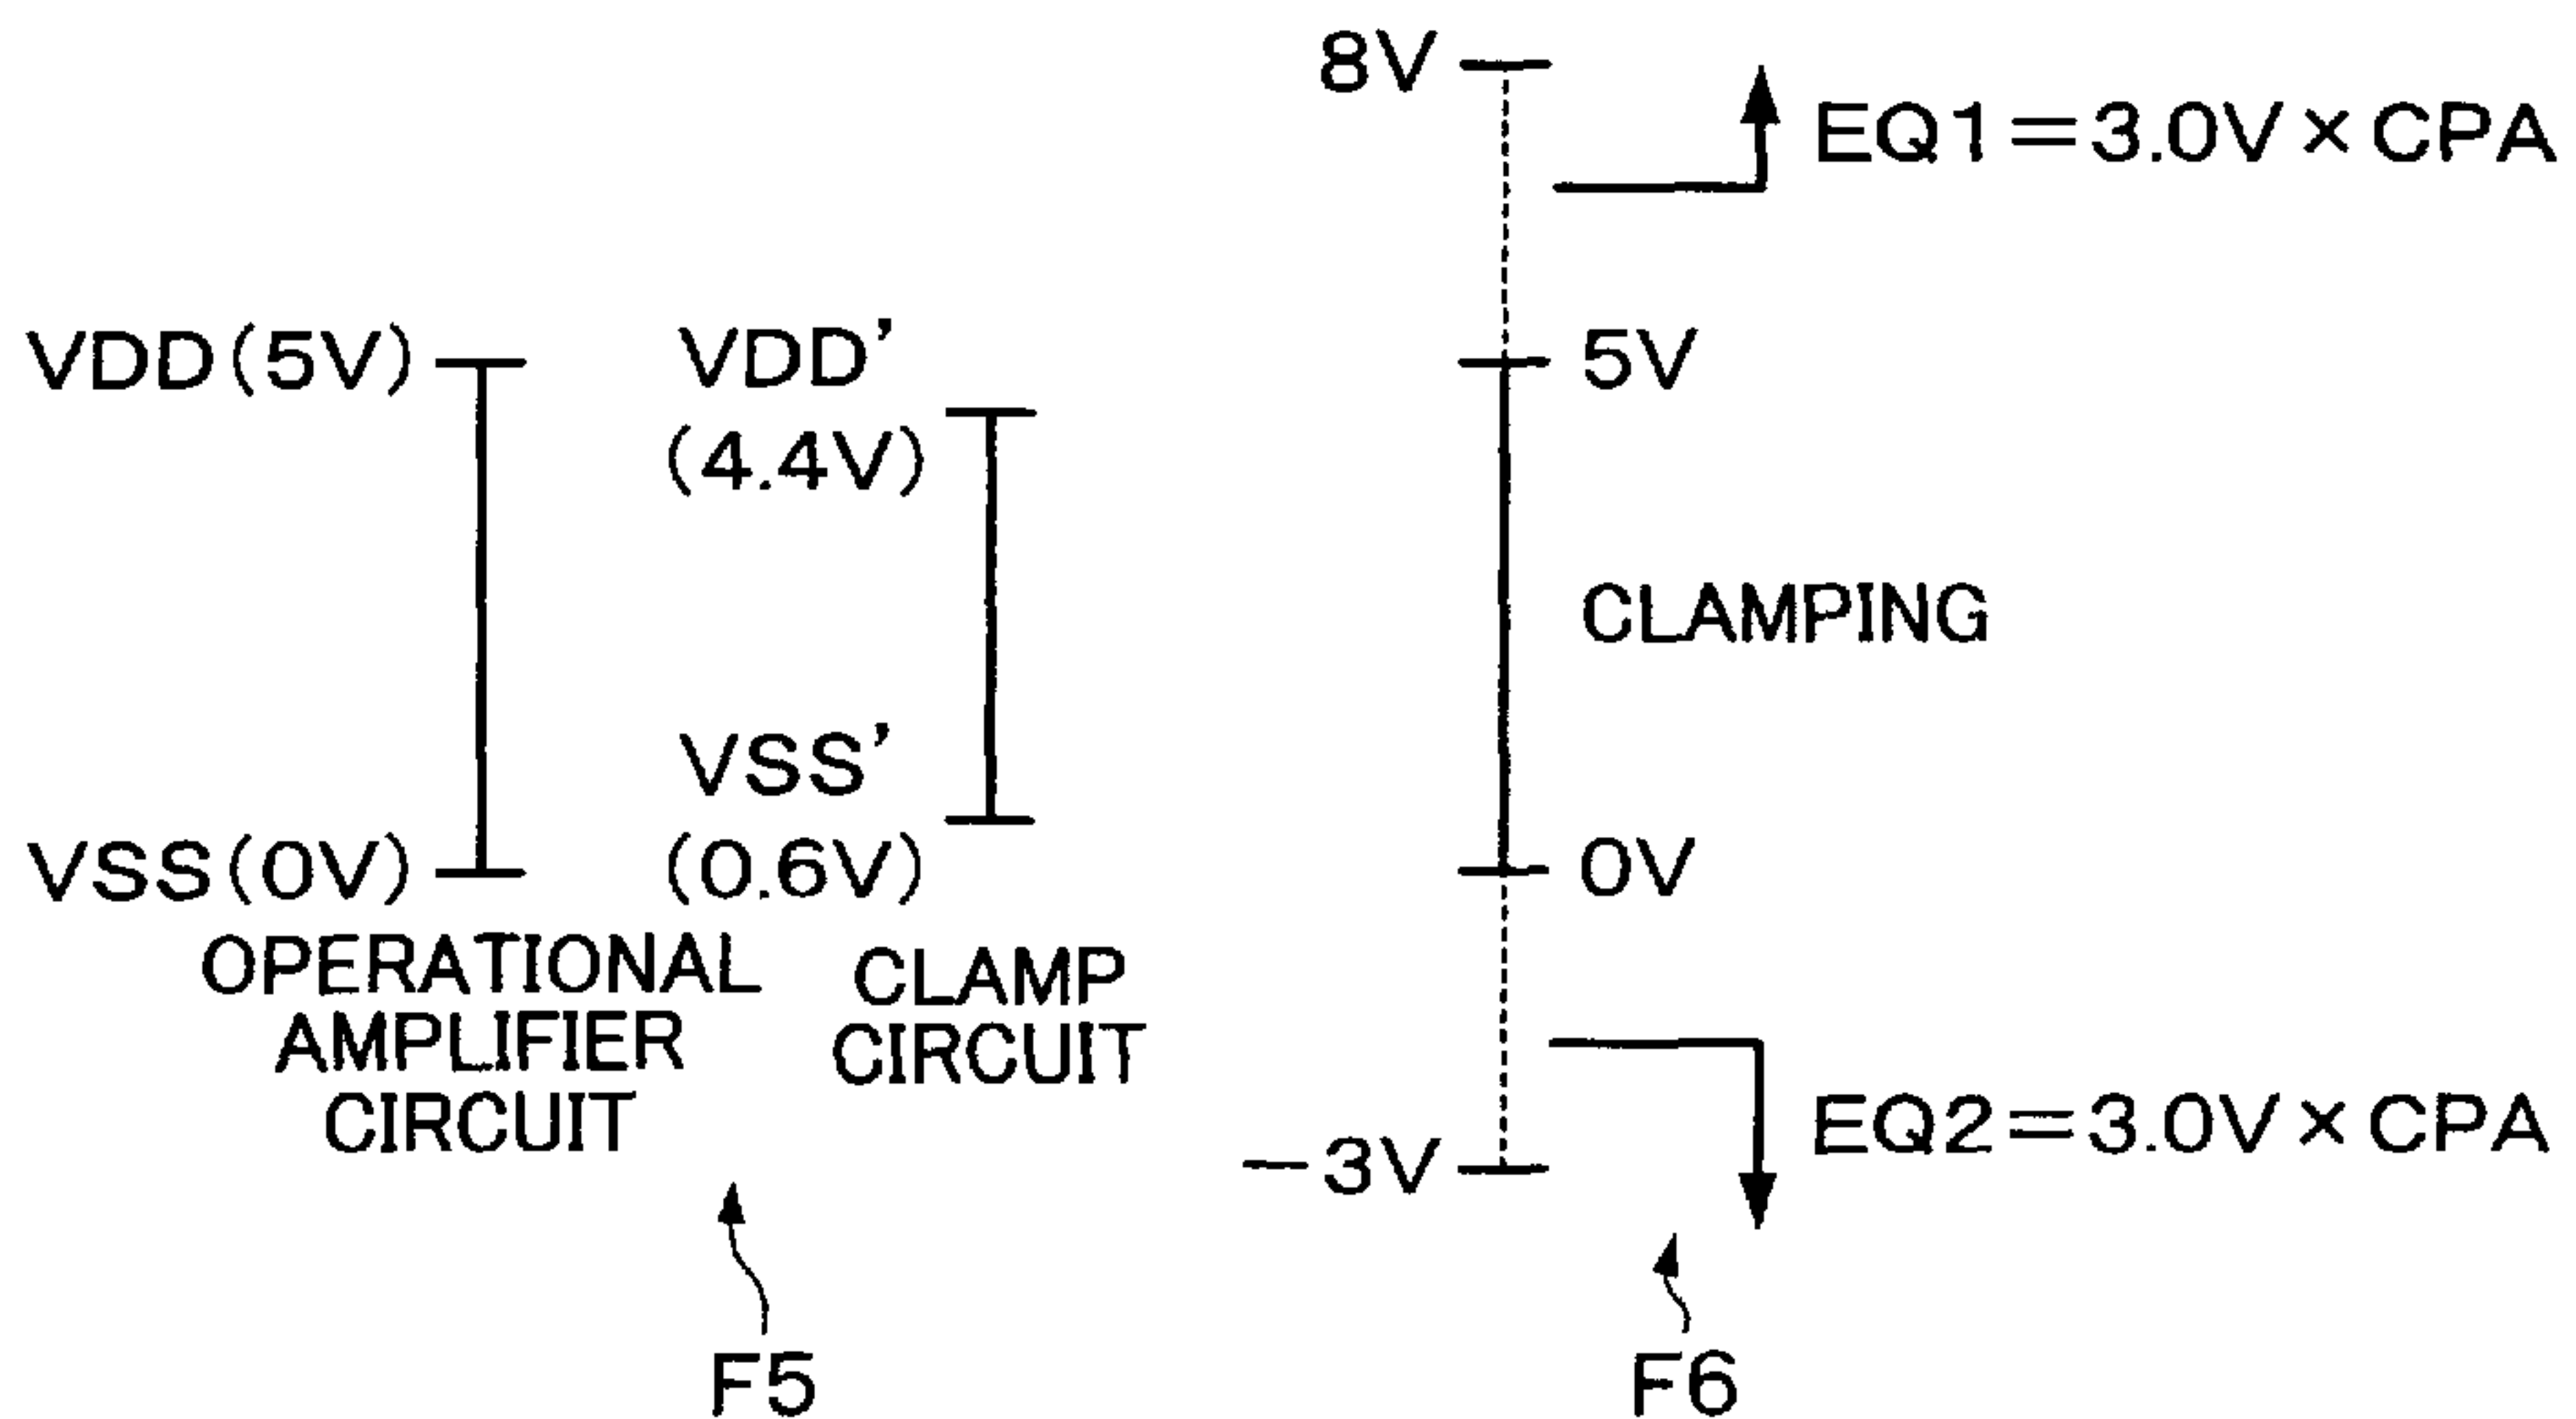 8V
EQ1=3.0V×CPA
VDD(5V)
VDD'
(4.4V)
5V
CLAMPING
VSS'
(0.6V)
VSS(0V)
0V
OPERATIONAL
AMPLIFIER
CIRCUIT
CLAMP
CIRCUIT
-3V
EQ2=3.0V×CPA
F5
F6